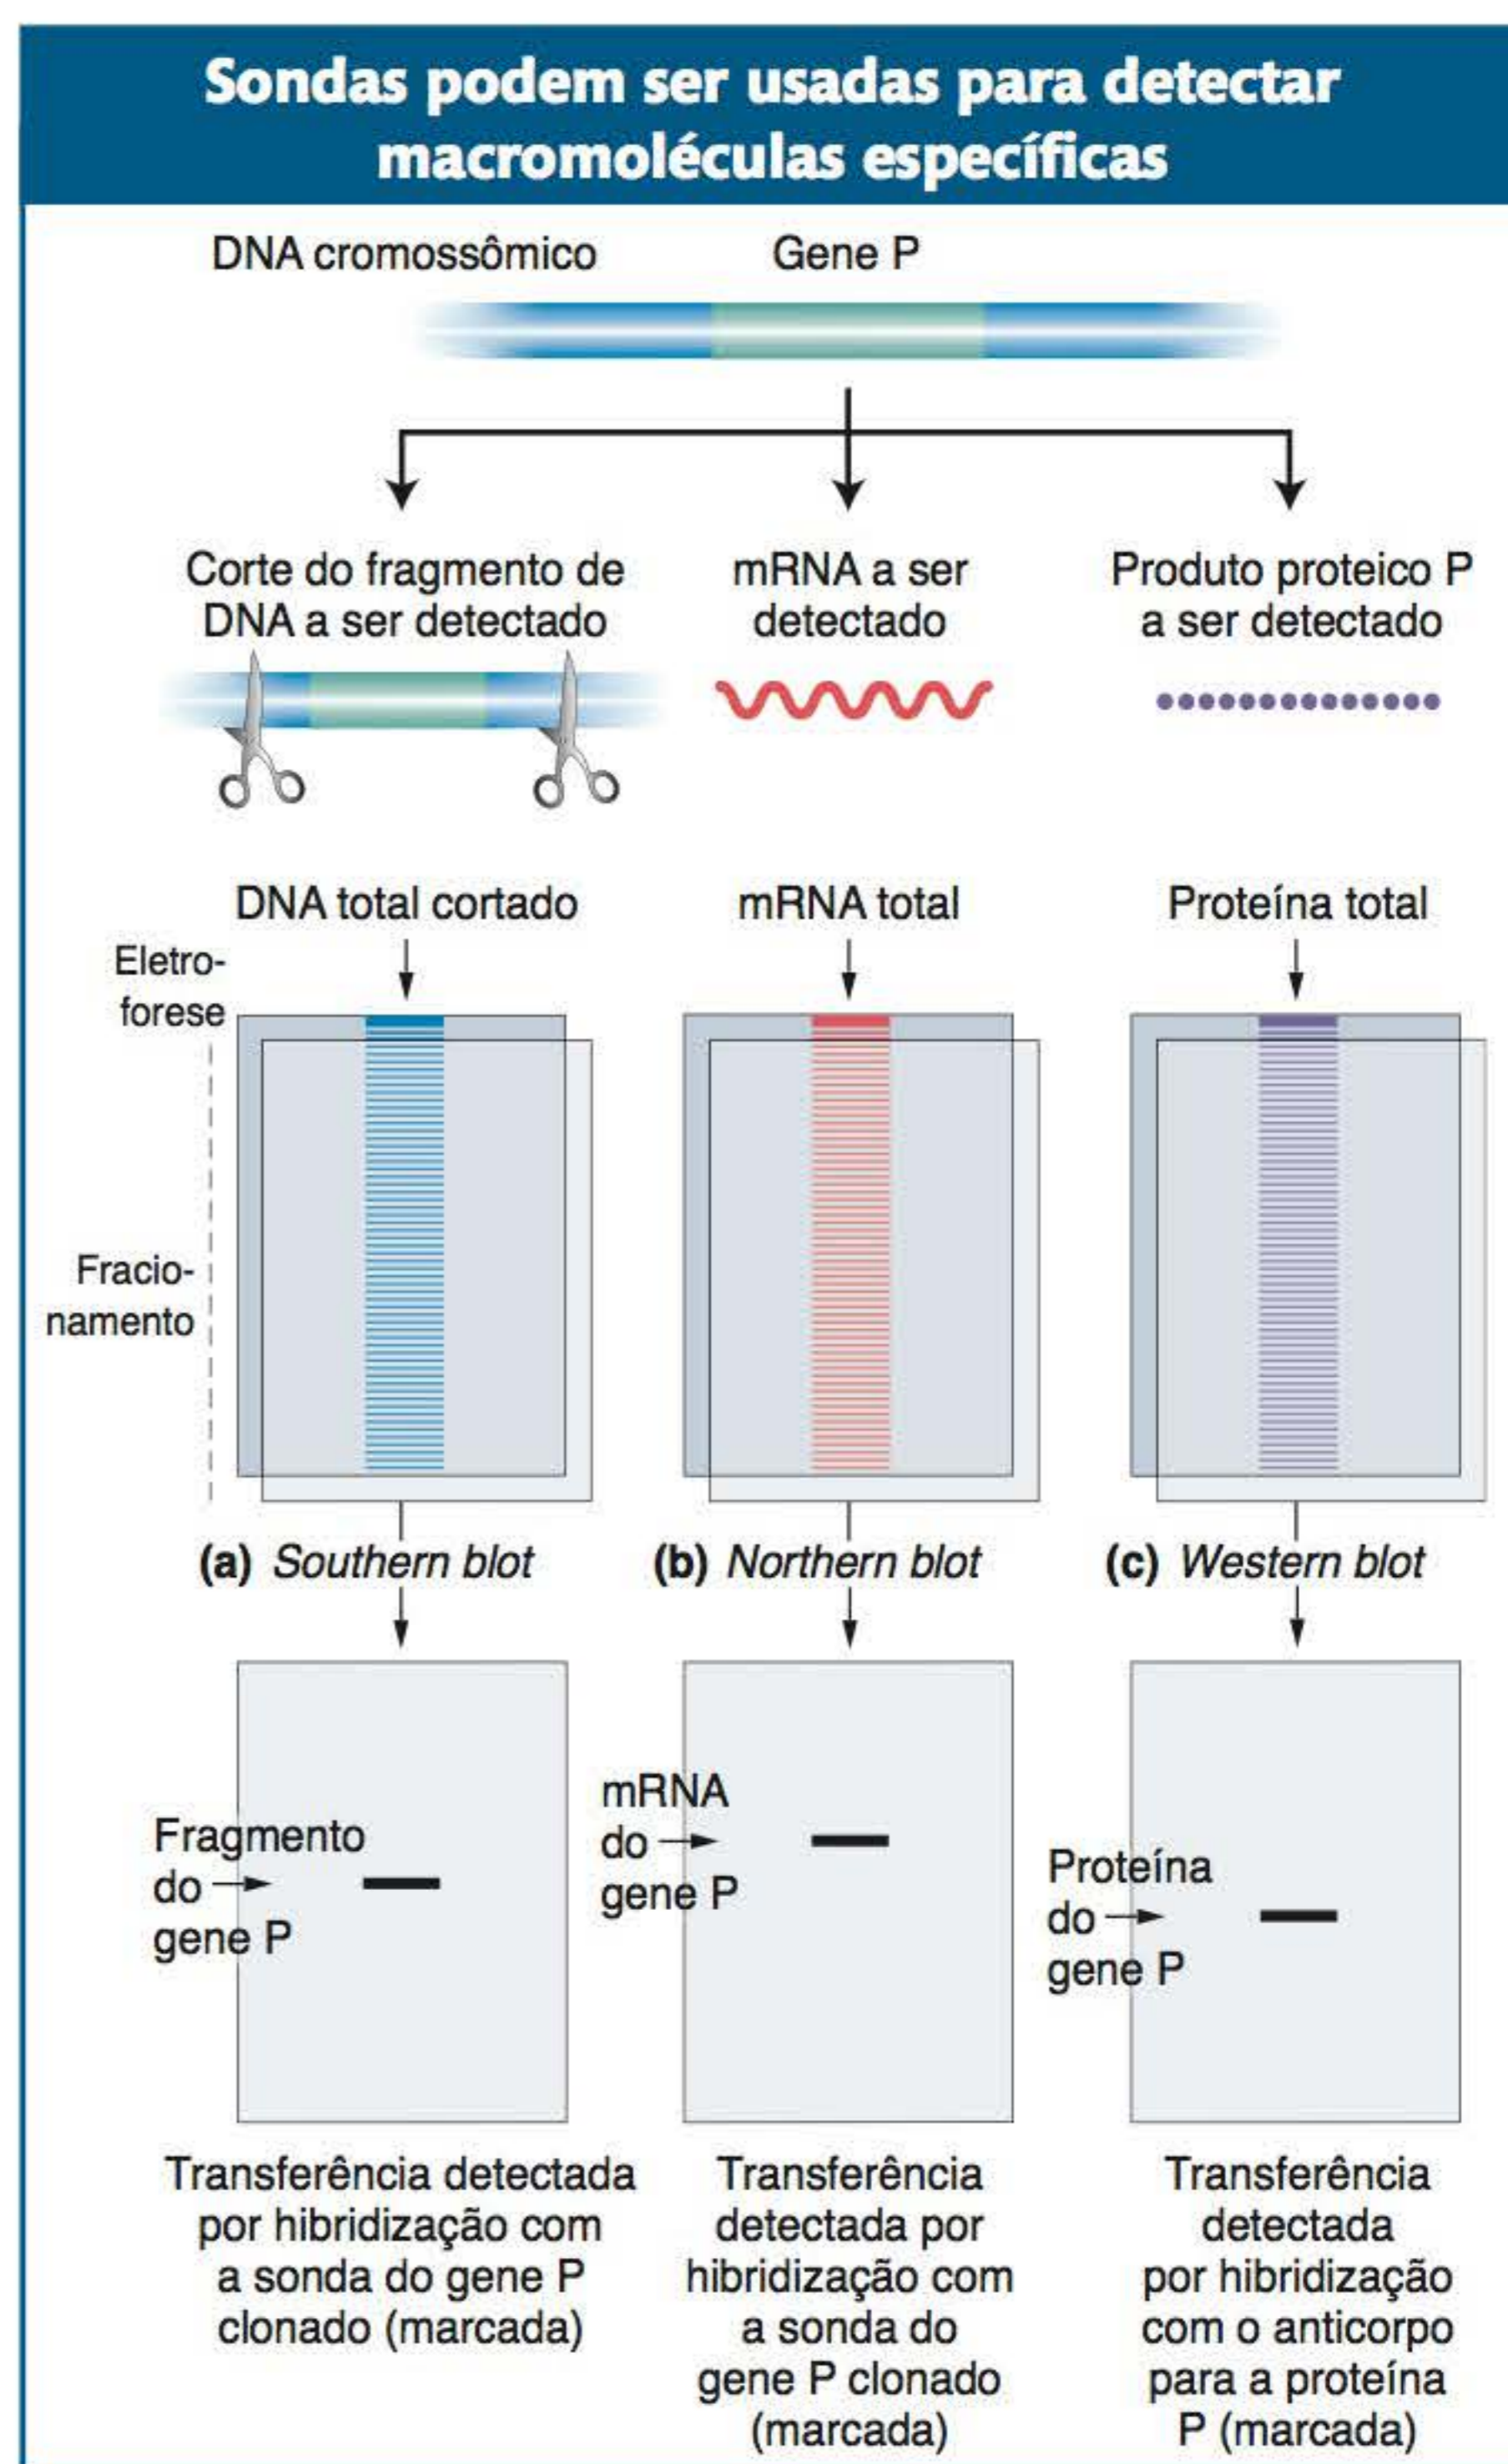 Sondas podem ser usadas para detectar
macromoléculas específicas
DNA cromossômico
Gene P
Corte do fragmento de
DNA a ser detectado
mRNA a ser
detectado
Produto proteico P
a ser detectado
DNA total cortado
mRNA total
Proteína total
Eletro-
forese
Fracio-
namento
(a) Southern blot
(b) Northern blot
(c) Western blot
Fragmento
do
gene P
mRNA
do
gene P
Proteína
do
gene P
Transferência detectada
por hibridização com
a sonda do gene P
clonado (marcada)
Transferência
detectada por
hibridização com
a sonda do
gene P clonado
(marcada)
Transferência
detectada
por hibridização
com o anticorpo
para a proteína
P (marcada)